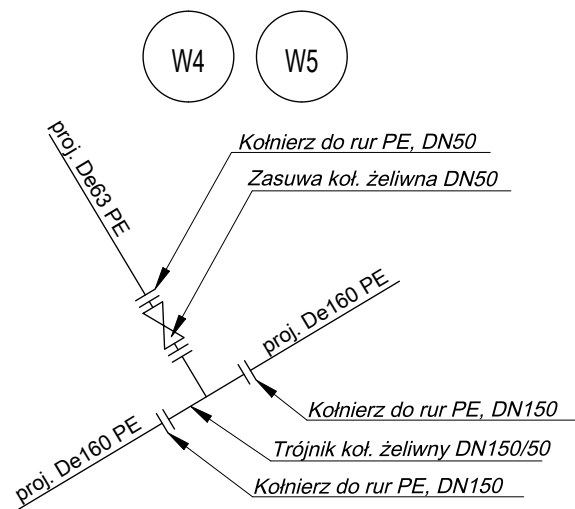 W4
W5
proj. De63 PE
Kołnierz do rur PE, DN50
Zasuwa koł. żeliwna DN50
proj. De160 PE
Kołnierz do rur PE, DN150
Trójnik koł. żeliwny DN150/50
proj. De160 PE
Kołnierz do rur PE, DN150